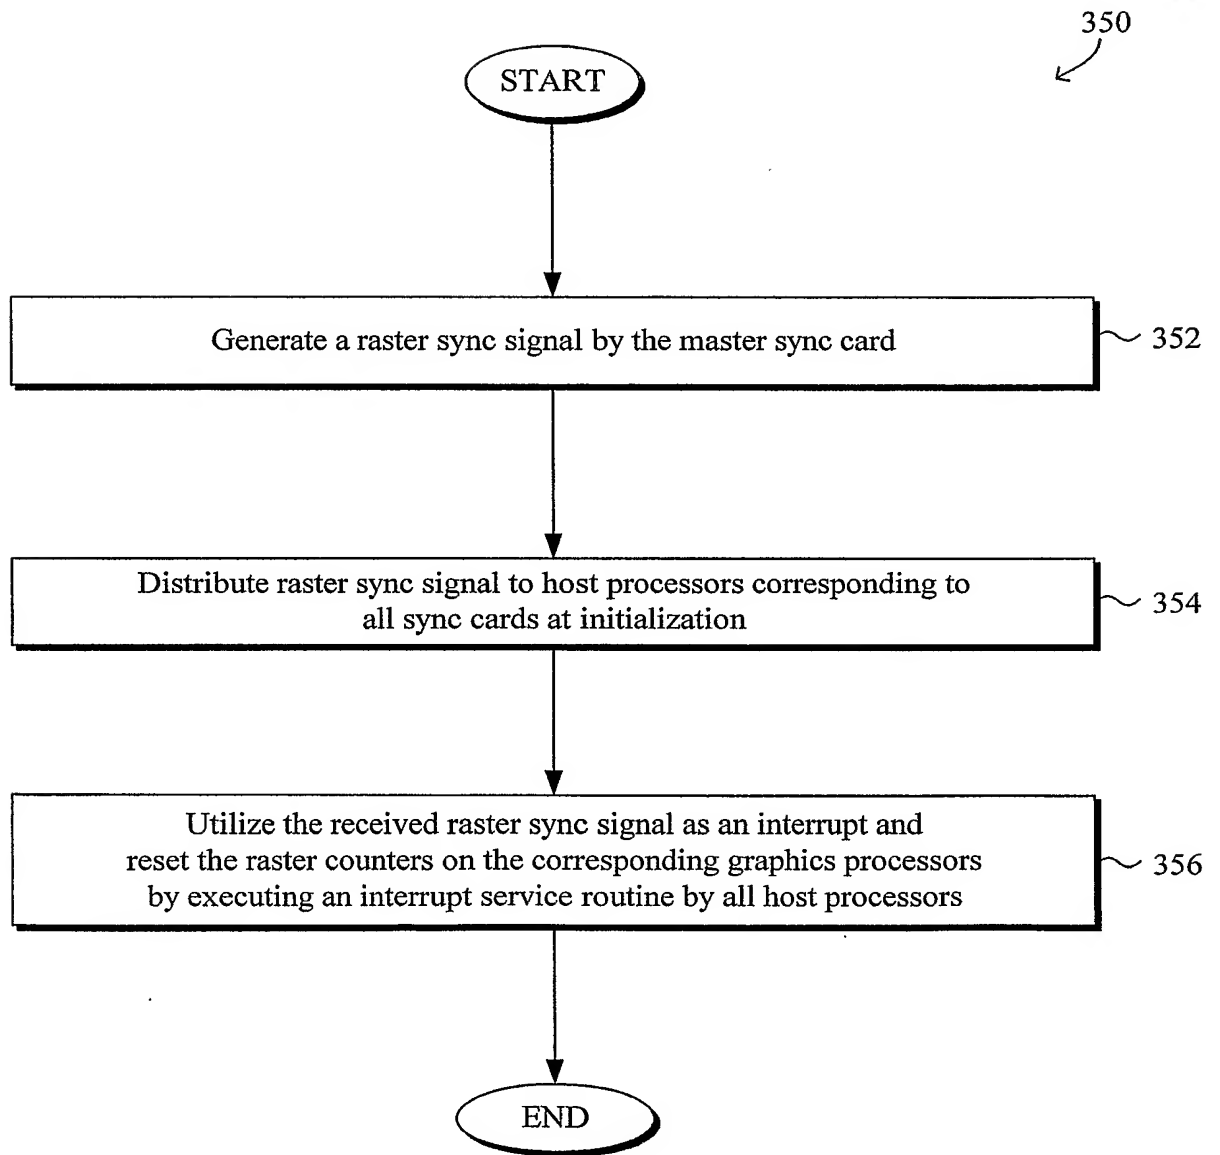 350
START
Generate a raster sync signal by the master sync card
352
Distribute raster sync signal to host processors corresponding to
all sync cards at initialization
354
Utilize the received raster sync signal as an interrupt and
reset the raster counters on the corresponding graphics processors
by executing an interrupt service routine by all host processors
356
END